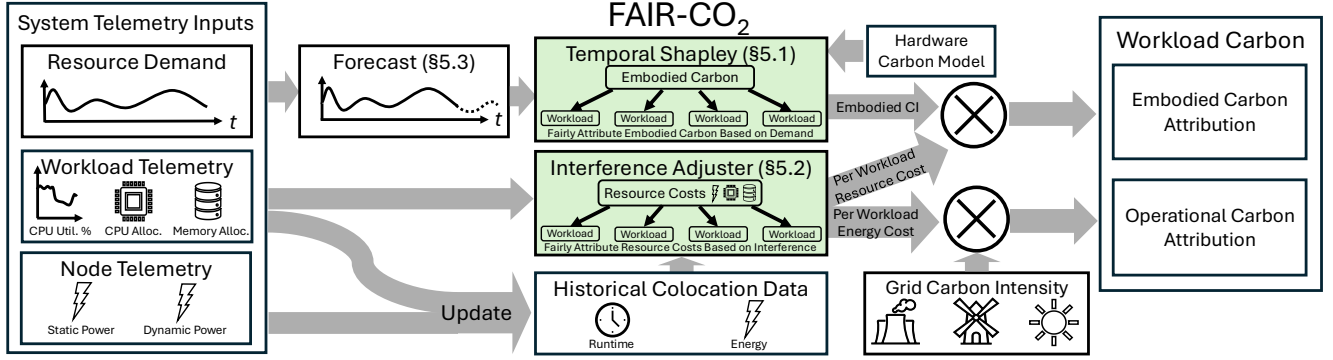 FAIR-CO2
System Telemetry Inputs
Resource Demand
t
Workload Telemetry
CPU Util. %
CPU Alloc.
Memory Alloc.
Node Telemetry
Static Power
Dynamic Power
Forecast (§5.3)
t
Temporal Shapley (§5.1)
Embodied Carbon
Workload
Workload
Workload
Workload
Fairly Attribute Embodied Carbon Based on Demand
Interference Adjuster (§5.2)
Resource Costs
Workload
Workload
Workload
Workload
Fairly Attribute Resource Costs Based on Interference
Update
Historical Colocation Data
Runtime
Energy
Hardware
Carbon Model
Embodied CI
Per Workload
Resource Cost
Per Workload
Energy Cost
Grid Carbon Intensity
Workload Carbon
Embodied Carbon
Attribution
Operational Carbon
Attribution